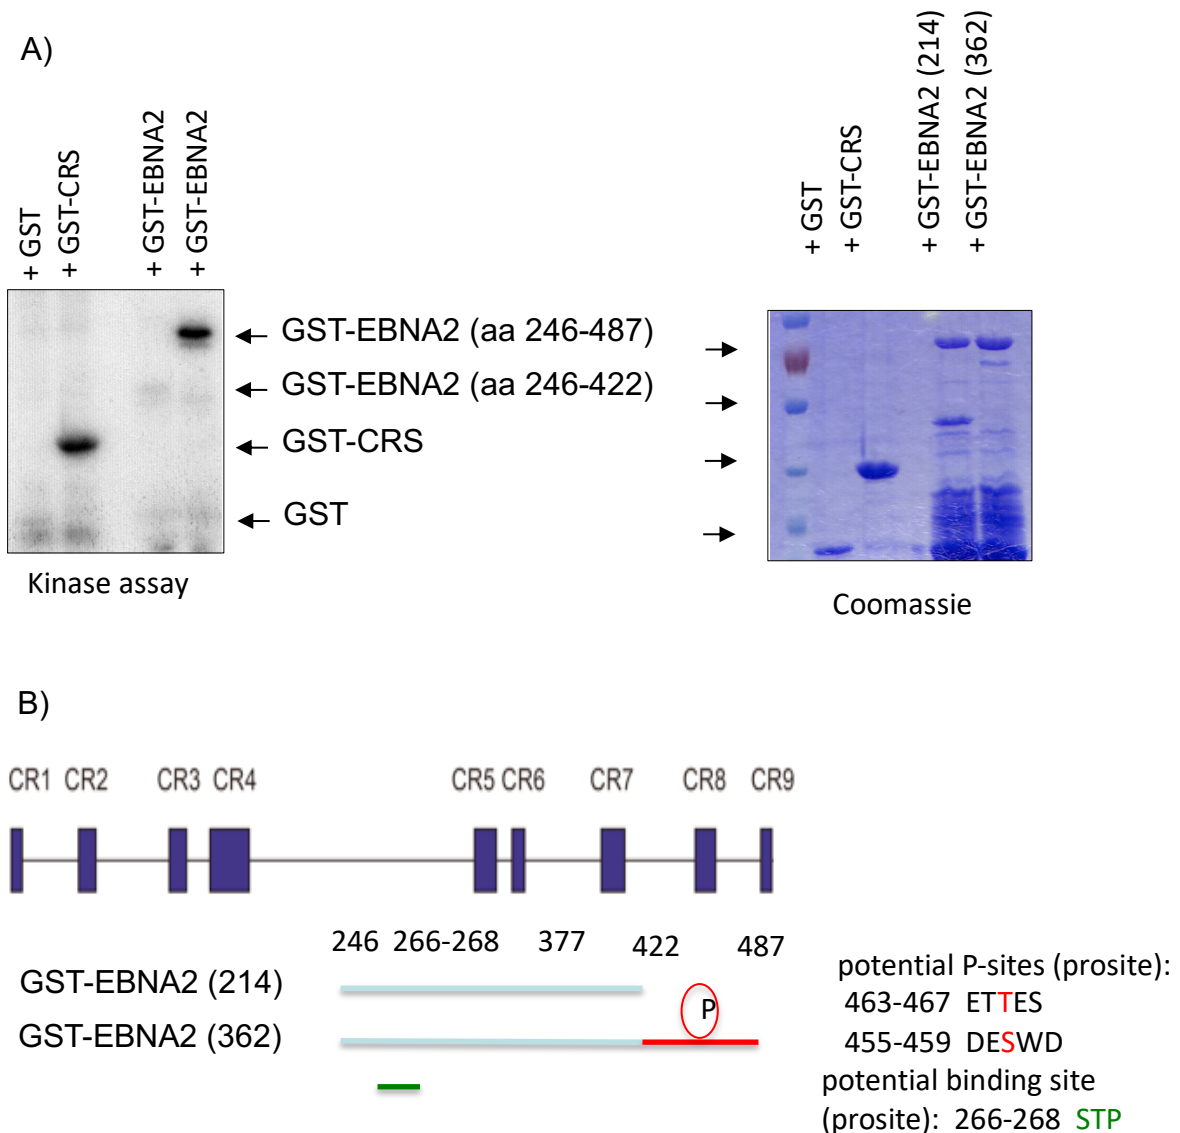 A)
+ GST
+ GST-CRS
+ GST-EBNA2
+ GST-EBNA2
+ GST
+ GST-CRS
+ GST-EBNA2 (214)
+ GST-EBNA2 (362)
GST-EBNA2 (aa 246-487)
GST-EBNA2 (aa 246-422)
GST-CRS
GST
Kinase assay
Coomassie
B)
CR1 CR2 CR3 CR4 CR5 CR6 CR7 CR8 CR9
246 266-268 377 422 487
GST-EBNA2 (214)
P
GST-EBNA2 (362)
potential P-sites (prosite):
463-467 ETTES
455-459 DESWD
potential binding site
(prosite): 266-268 STP